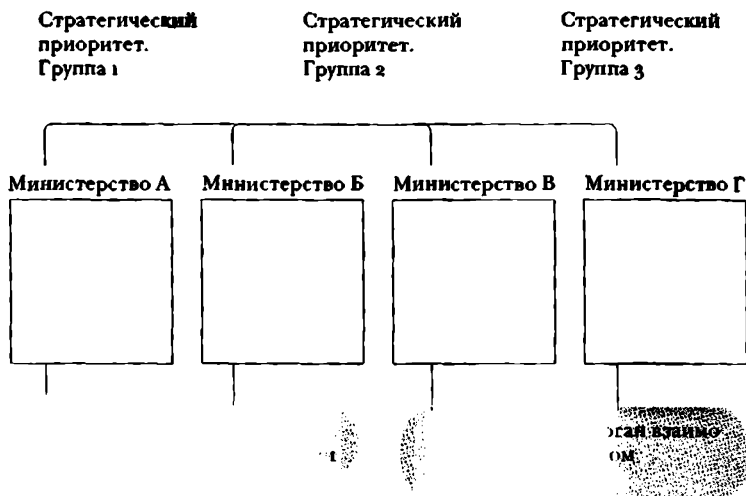 Стратегический
приоритет.
Группа 1
Стратегический
приоритет.
Группа 2
Стратегический
приоритет.
Группа 3
Министерство А
Министерство Б
Министерство В
Министерство Г